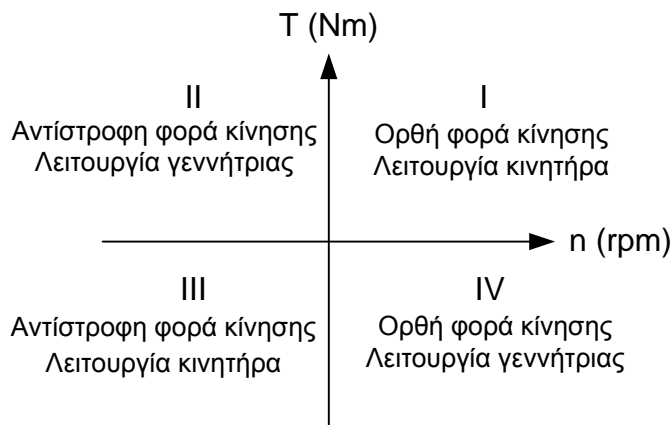 T (Nm)
II
Αντίστροφη φορά κίνησης
Λειτουργία γεννήτριας
I
Ορθή φορά κίνησης
Λειτουργία κινητήρα
n (rpm)
III
Αντίστροφη φορά κίνησης
Λειτουργία κινητήρα
IV
Ορθή φορά κίνησης
Λειτουργία γεννήτριας